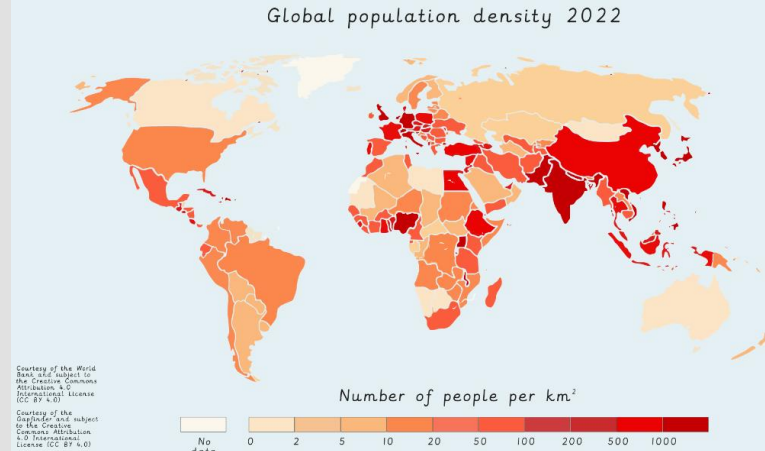 Global population density 2022
Courtesy of the World
Bank and subject to
the Creative Commons
Attribution 4.0
International License
(CC BY 4.0)
Courtesy of the
Gapfinder and subject
to the Creative
Commons Attribution
4.0 International
License (CC BY 4.0)
Number of people per km²
No data
0 2 5 10 20 50 100 200 500 1000